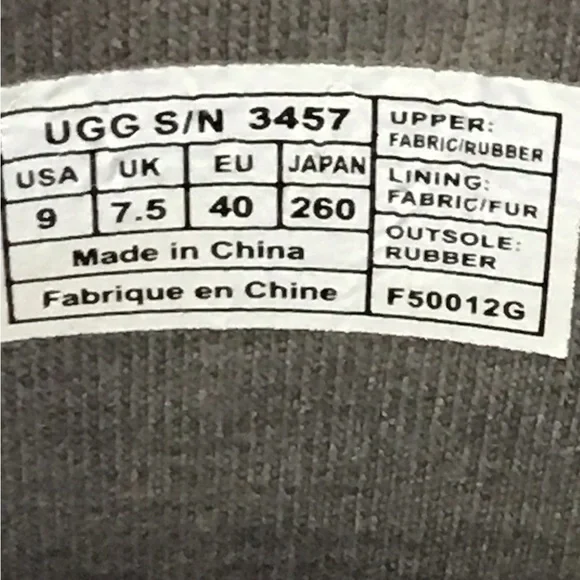 UGG S/N 3457
USA UK EU JAPAN
9 7.5 40 260
Made in China
Fabrique en Chine
UPPER:
FABRIC/RUBBER
LINING:
FABRIC/FUR
OUTSOLE:
RUBBER
F50012G